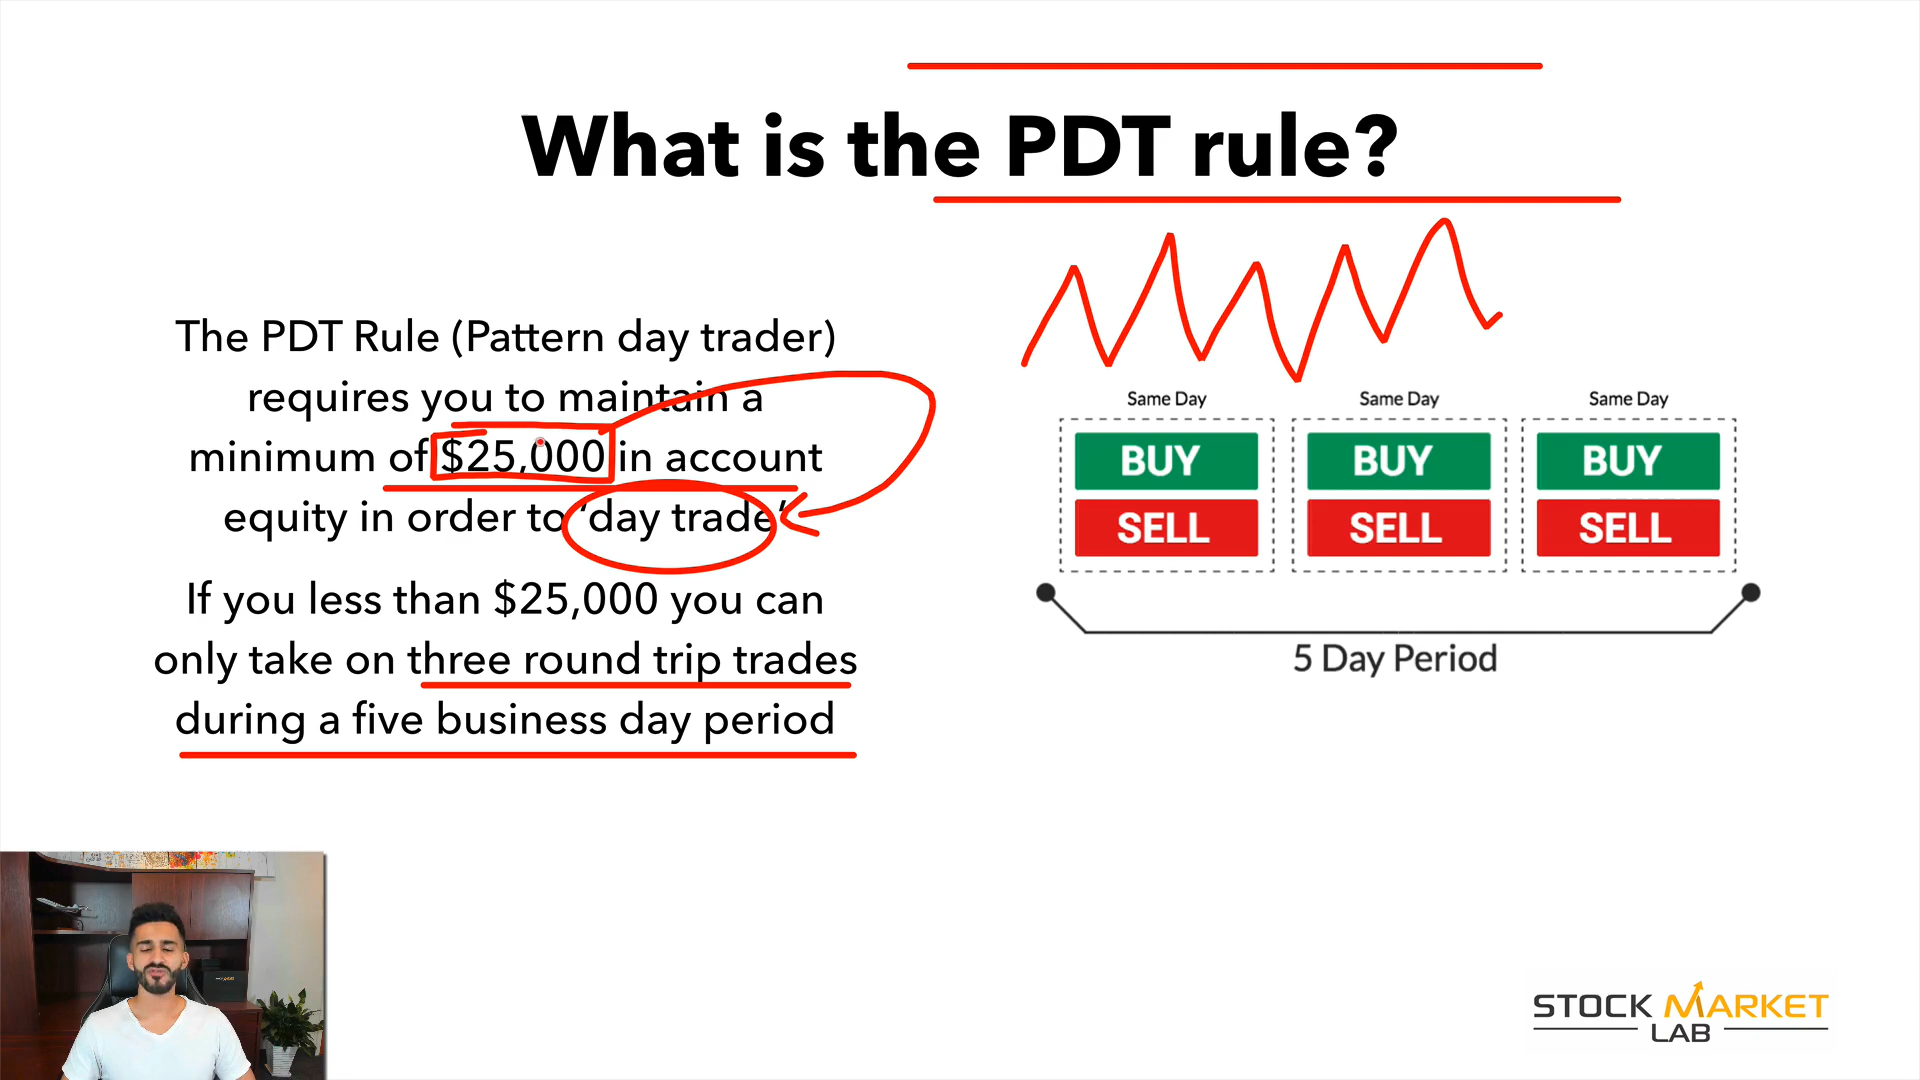 What is the PDT rule?
The PDT Rule (Pattern day trader)
requires you to maintain a
minimum of $25,000 in account
equity in order to ‘day trade’
If you less than $25,000 you can
only take on three round trip trades
during a five business day period
Same Day
BUY
SELL
Same Day
BUY
SELL
Same Day
BUY
SELL
5 Day Period
STOCK MARKET
LAB